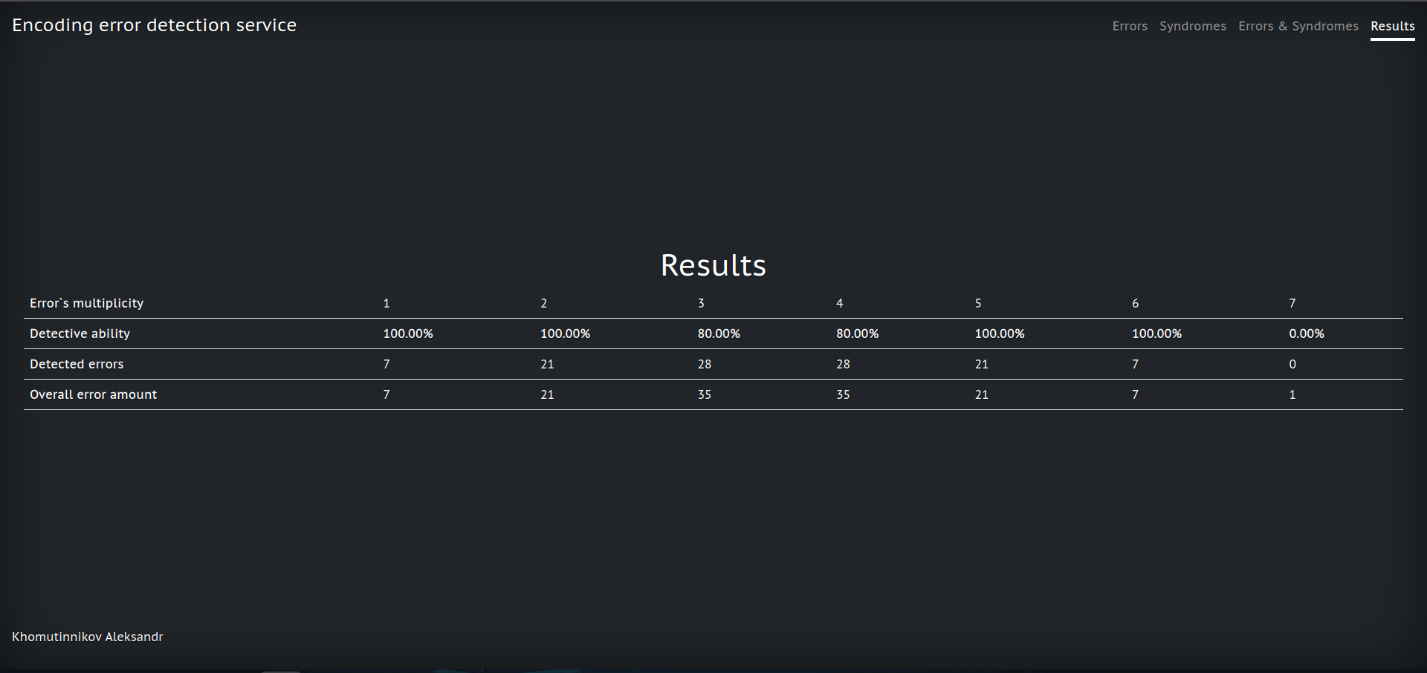 Encoding error detection service
Errors Syndromes Errors & Syndromes Results
Results
Error`s multiplicity 1 2 3 4 5 6 7
Detective ability 100.00% 100.00% 80.00% 80.00% 100.00% 100.00% 0.00%
Detected errors 7 21 28 28 21 7 0
Overall error amount 7 21 35 35 21 7 1
Khomutinnikov Aleksandr